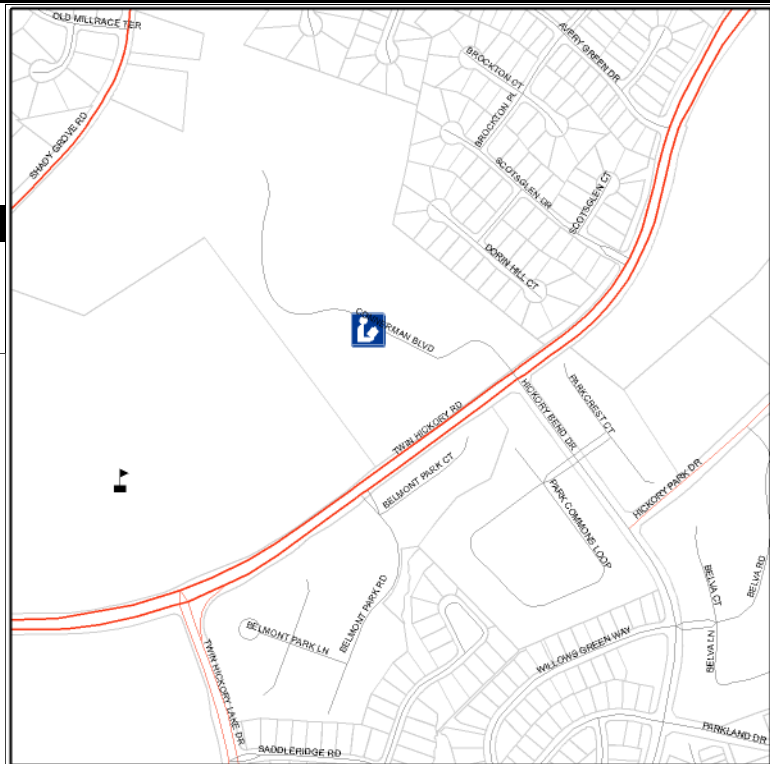 OLD MILLRACE TER
AVERY GREEN DR
BROCKTON CT
BROCKTON PL
SHADY GROVE RD
SCOTSGLEN DR
SCOTSGLEN CT
DORIN HILL CT
BLVD
TWIN HICKORY RD
HICKORY BEND DR
PARKCREST CT
BELMONT PARK CT
HICKORY PARK DR
PARK COMMONS LOOP
BELMONT PARK RD
BELVA CT
BELVA RD
BELMONT PARK LN
WILLOWS GREEN WAY
BELVA LN
TWIN HICKORY LAKE DR
PARKLAND DR
SADDLERIDGE RD